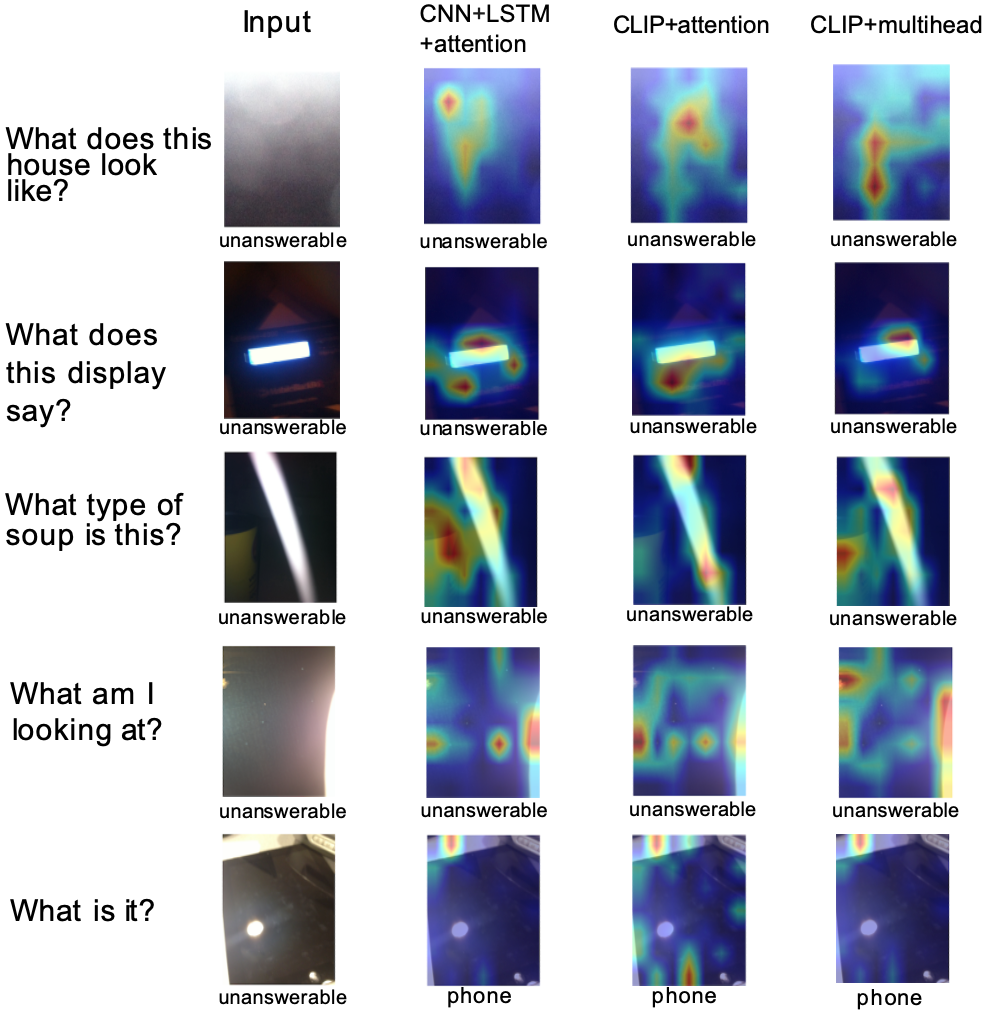 Input
CNN+LSTM
+attention
CLIP+attention
CLIP+multihead
What does this
house look
like?
unanswerable
unanswerable
unanswerable
unanswerable
What does
this display
say?
unanswerable
unanswerable
unanswerable
unanswerable
What type of
soup is this?
unanswerable
unanswerable
unanswerable
unanswerable
What am I
looking at?
unanswerable
unanswerable
unanswerable
unanswerable
What is it?
unanswerable
phone
phone
phone